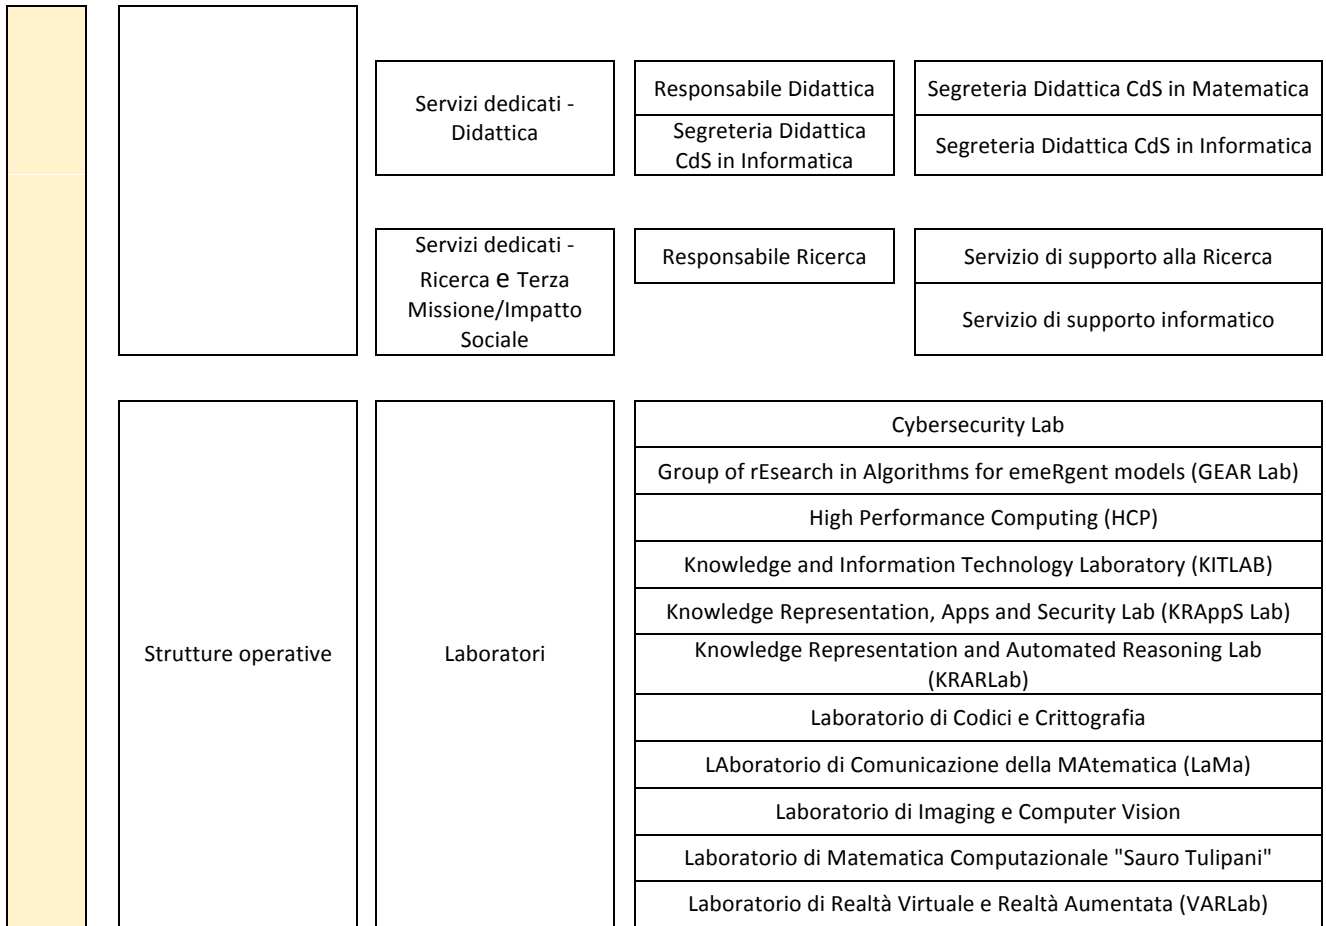 Servizi dedicati -
Didattica
Responsabile Didattica
Segreteria Didattica
CdS in Informatica
Segreteria Didattica CdS in Matematica
Segreteria Didattica CdS in Informatica
Servizi dedicati -
Ricerca e Terza
Missione/Impatto
Sociale
Responsabile Ricerca
Servizio di supporto alla Ricerca
Servizio di supporto informatico
Strutture operative
Laboratori
Cybersecurity Lab
Group of rEsearch in Algorithms for emeRgent models (GEAR Lab)
High Performance Computing (HCP)
Knowledge and Information Technology Laboratory (KITLAB)
Knowledge Representation, Apps and Security Lab (KRAppS Lab)
Knowledge Representation and Automated Reasoning Lab
(KRARLab)
Laboratorio di Codici e Crittografia
LAboratorio di Comunicazione della MAtematica (LaMa)
Laboratorio di Imaging e Computer Vision
Laboratorio di Matematica Computazionale "Sauro Tulipani"
Laboratorio di Realtà Virtuale e Realtà Aumentata (VARLab)